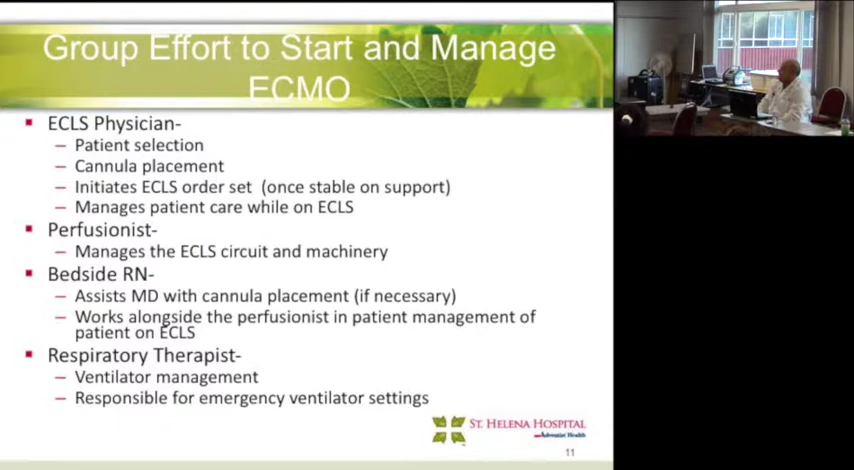 Group Effort to Start and Manage
ECMO
▪ ECLS Physician-
– Patient selection
– Cannula placement
– Initiates ECLS order set (once stable on support)
– Manages patient care while on ECLS
▪ Perfusionist-
– Manages the ECLS circuit and machinery
▪ Bedside RN-
– Assists MD with cannula placement (if necessary)
– Works alongside the perfusionist in patient management of
patient on ECLS
▪ Respiratory Therapist-
– Ventilator management
– Responsible for emergency ventilator settings
ST. HELENA HOSPITAL
Adventist Health
11